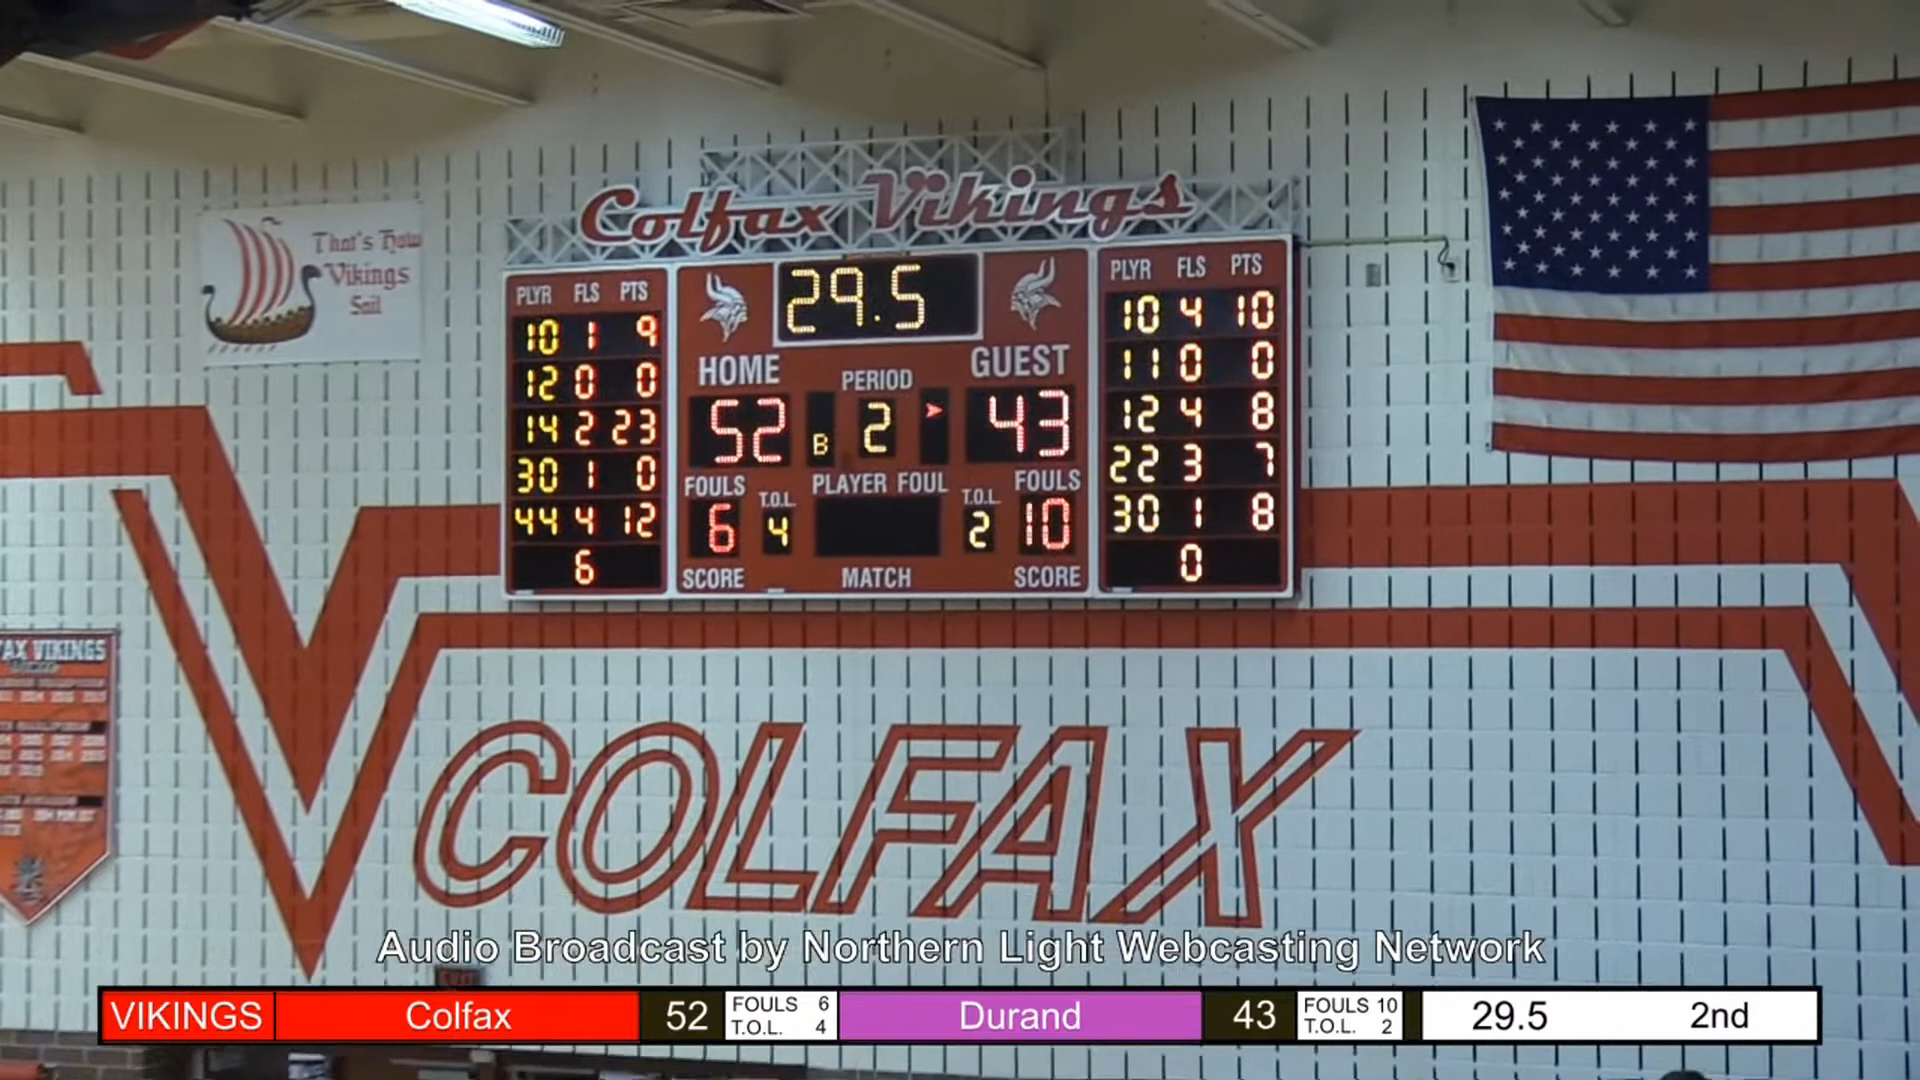 Colfax Vikings
That's How
Vikings
Sail
PLYR FLS PTS
10 1 9
12 0 0
14 2 23
30 1 0
44 4 12
6
29.5
HOME
PERIOD
GUEST
52
B 2
43
FOULS
T.O.L.
PLAYER FOUL
T.O.L.
FOULS
6
4
2
10
SCORE
MATCH
SCORE
PLYR FLS PTS
10 4 10
11 0 0
12 4 8
22 3 7
30 1 8
0
AX VIKINGS
COLFAX
Audio Broadcast by Northern Light Webcasting Network
VIKINGS Colfax 52 FOULS 6 T.O.L. 4 Durand 43 FOULS 10 T.O.L. 2 29.5 2nd